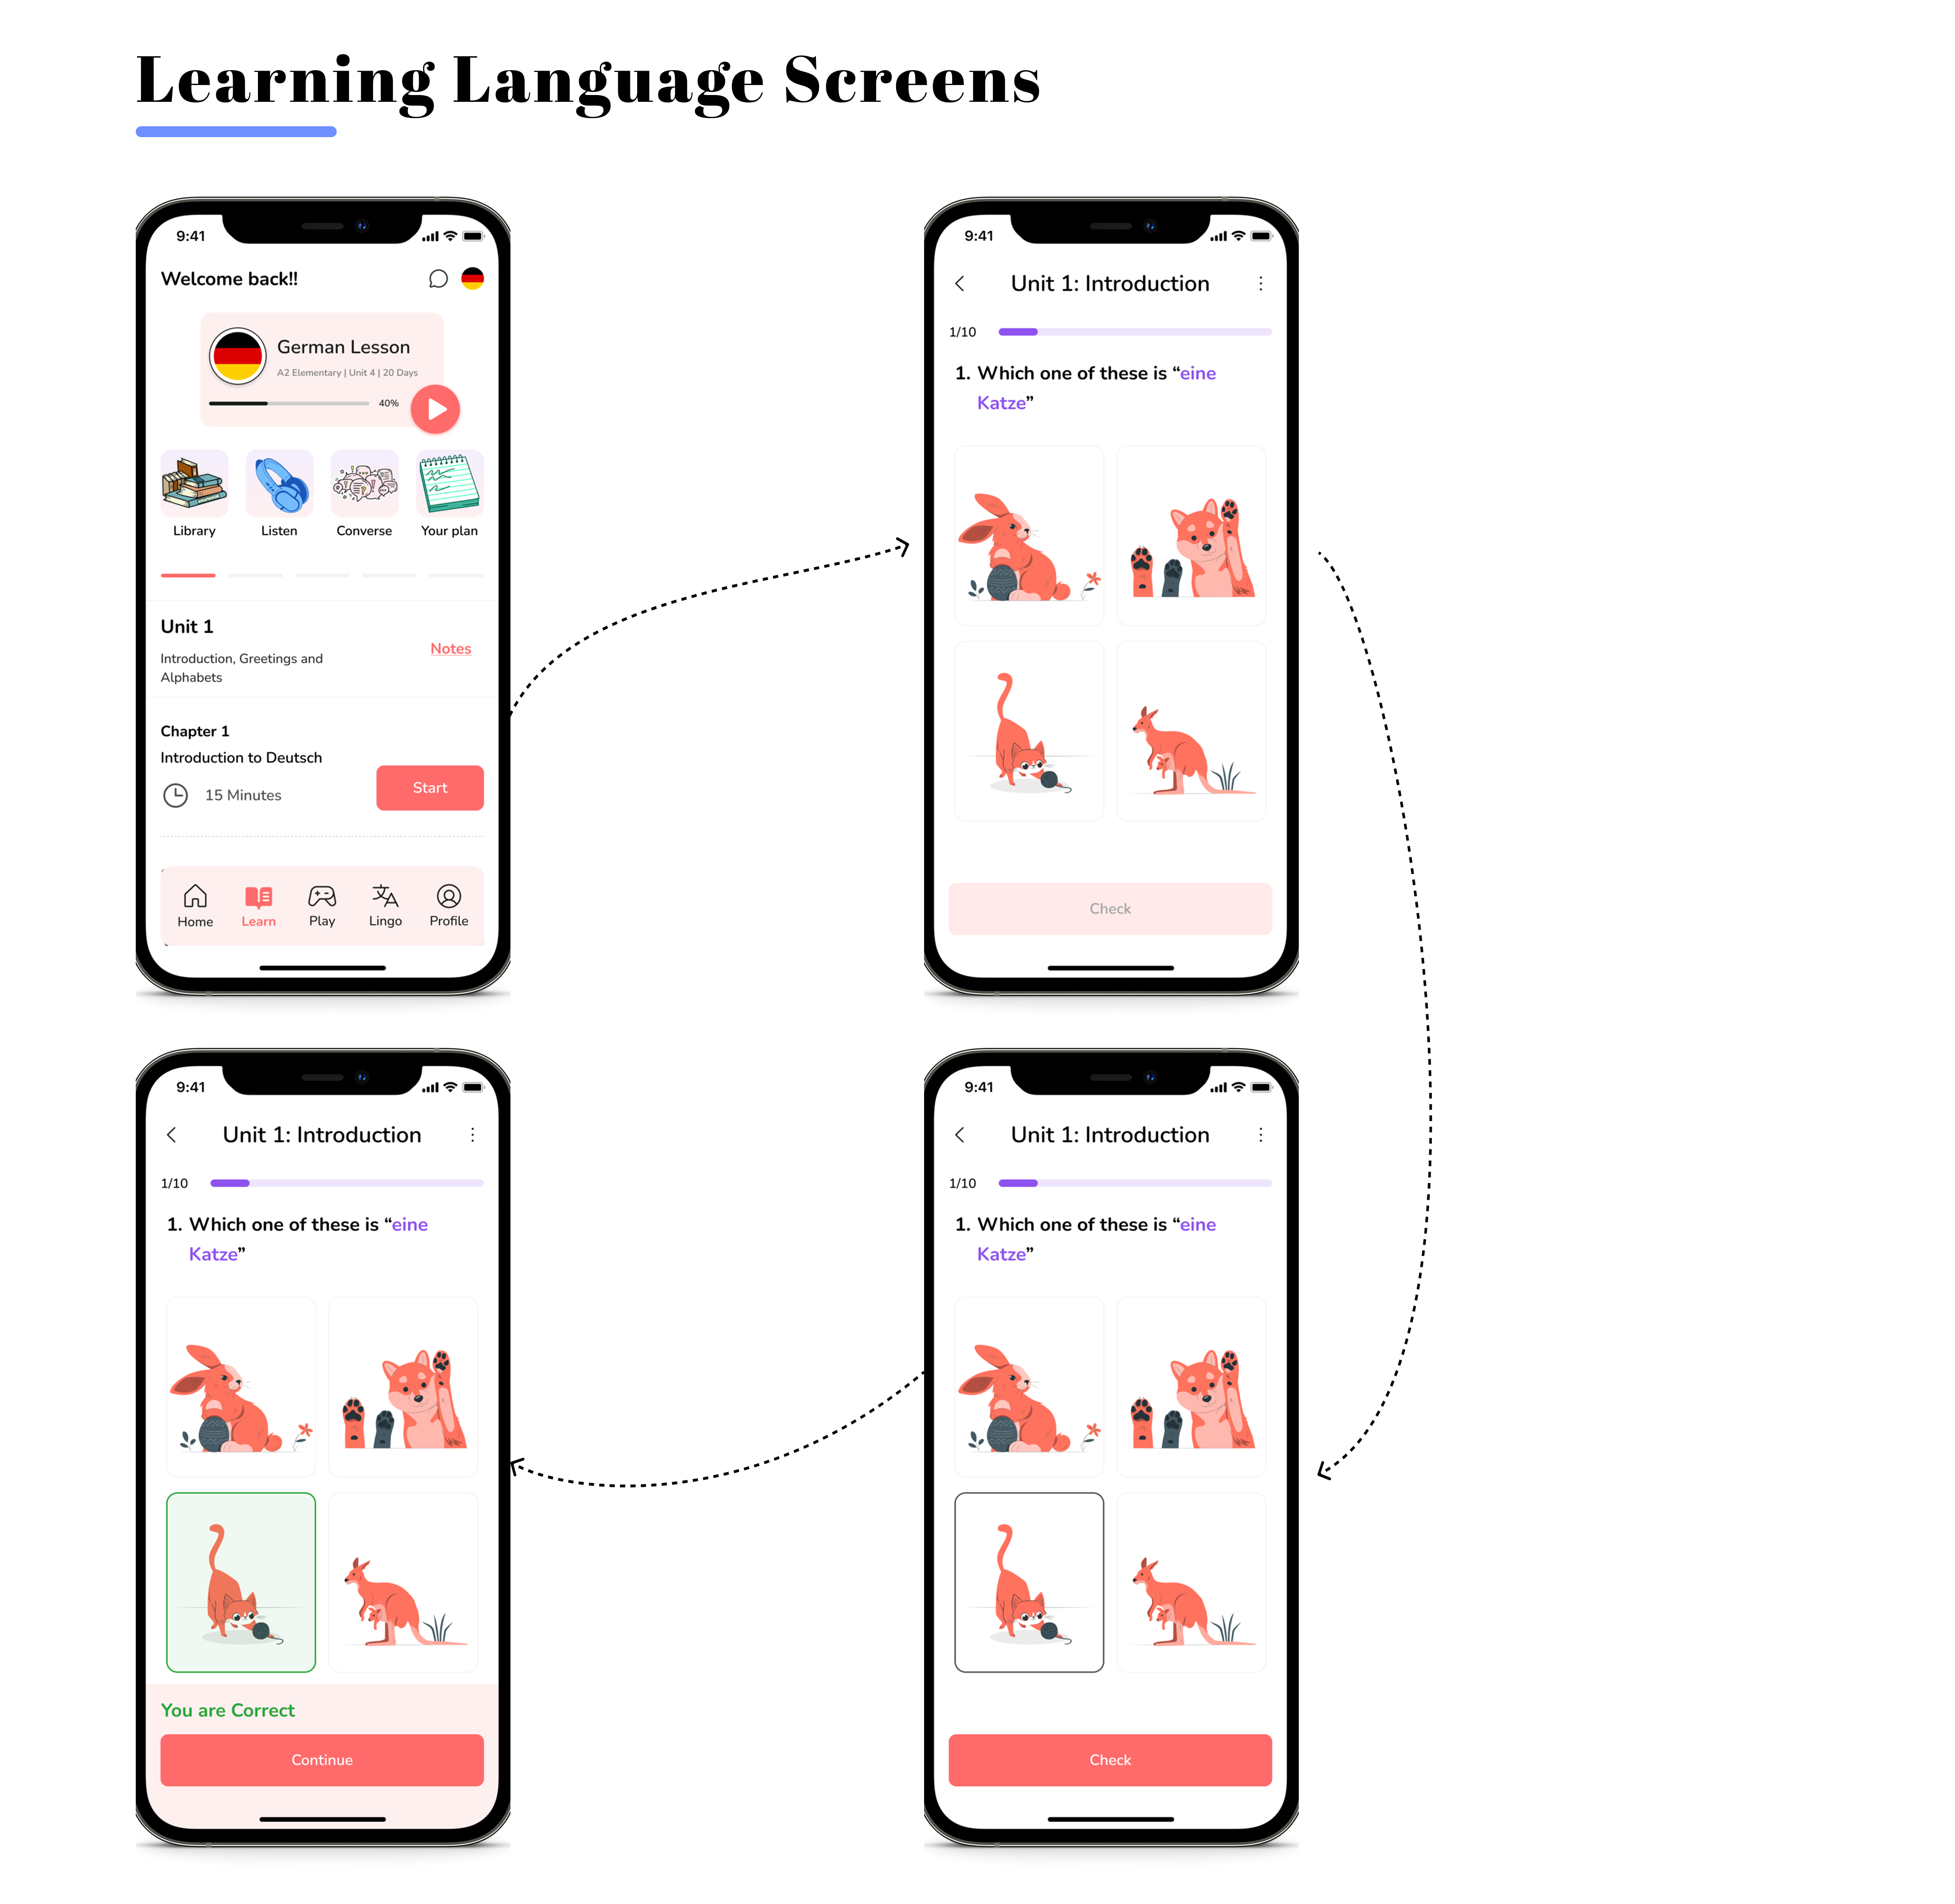 Learning Language Screens
9:41
Welcome back!!
German Lesson
A2 Elementary | Unit 4 | 20 Days
40%
Library
Listen
Converse
Your plan
Unit 1
Introduction, Greetings and
Alphabets
Notes
Chapter 1
Introduction to Deutsch
15 Minutes
Start
Home
Learn
Play
Lingo
Profile
9:41
Unit 1: Introduction
1/10
1. Which one of these is “eine
Katze”
Check
9:41
Unit 1: Introduction
1/10
1. Which one of these is “eine
Katze”
You are Correct
Continue
9:41
Unit 1: Introduction
1/10
1. Which one of these is “eine
Katze”
Check